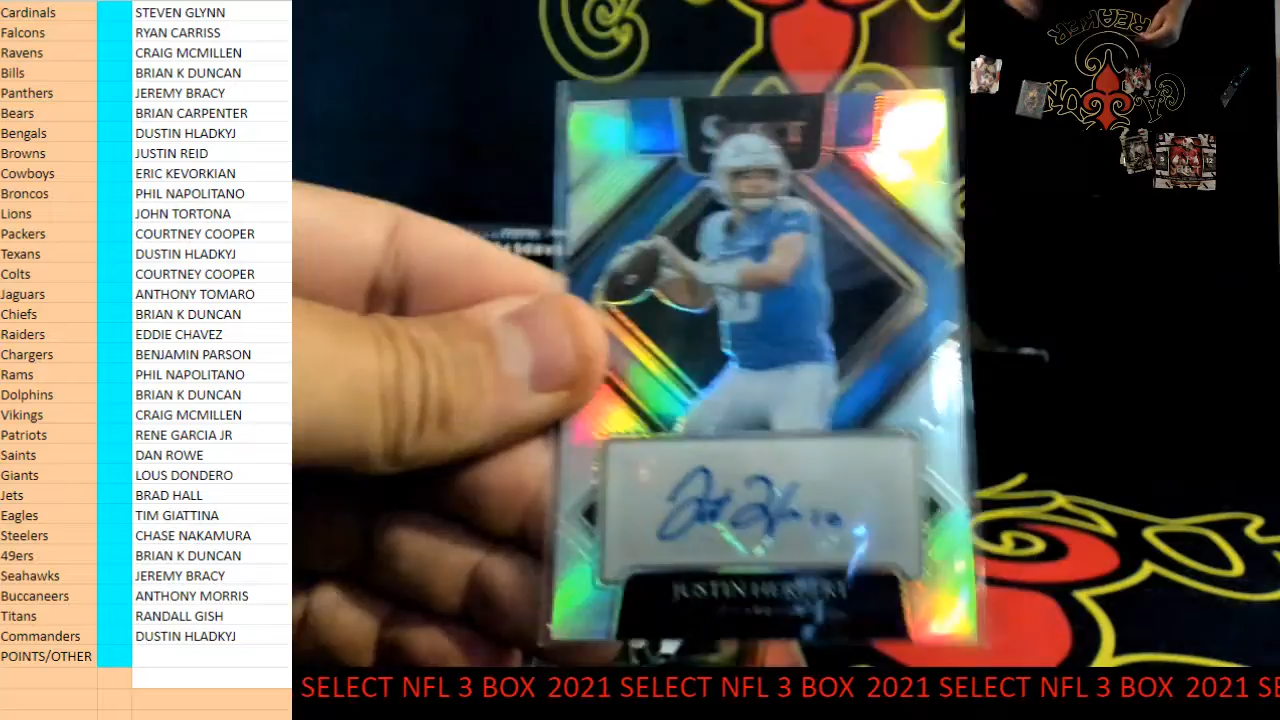 Cardinals STEVEN GLYNN
Falcons RYAN CARRISS
Ravens CRAIG MCMILLEN
Bills BRIAN K DUNCAN
Panthers JEREMY BRACY
Bears BRIAN CARPENTER
Bengals DUSTIN HLADKYJ
Browns JUSTIN REID
Cowboys ERIC KEVORKIAN
Broncos PHIL NAPOLITANO
Lions JOHN TORTONA
Packers COURTNEY COOPER
Texans DUSTIN HLADKYJ
Colts COURTNEY COOPER
Jaguars ANTHONY TOMARO
Chiefs BRIAN K DUNCAN
Raiders EDDIE CHAVEZ
Chargers BENJAMIN PARSON
Rams PHIL NAPOLITANO
Dolphins BRIAN K DUNCAN
Vikings CRAIG MCMILLEN
Patriots RENE GARCIA JR
Saints DAN ROWE
Giants LOUS DONDERO
Jets BRAD HALL
Eagles TIM GIATTINA
Steelers CHASE NAKAMURA
49ers BRIAN K DUNCAN
Seahawks JEREMY BRACY
Buccaneers ANTHONY MORRIS
Titans RANDALL GISH
Commanders DUSTIN HLADKYJ
POINTS/OTHER
SELECT
JUSTIN HERBERT
SELECT NFL 3 BOX 2021 SELECT NFL 3 BOX 2021 SELECT NFL 3 BOX 2021 SE